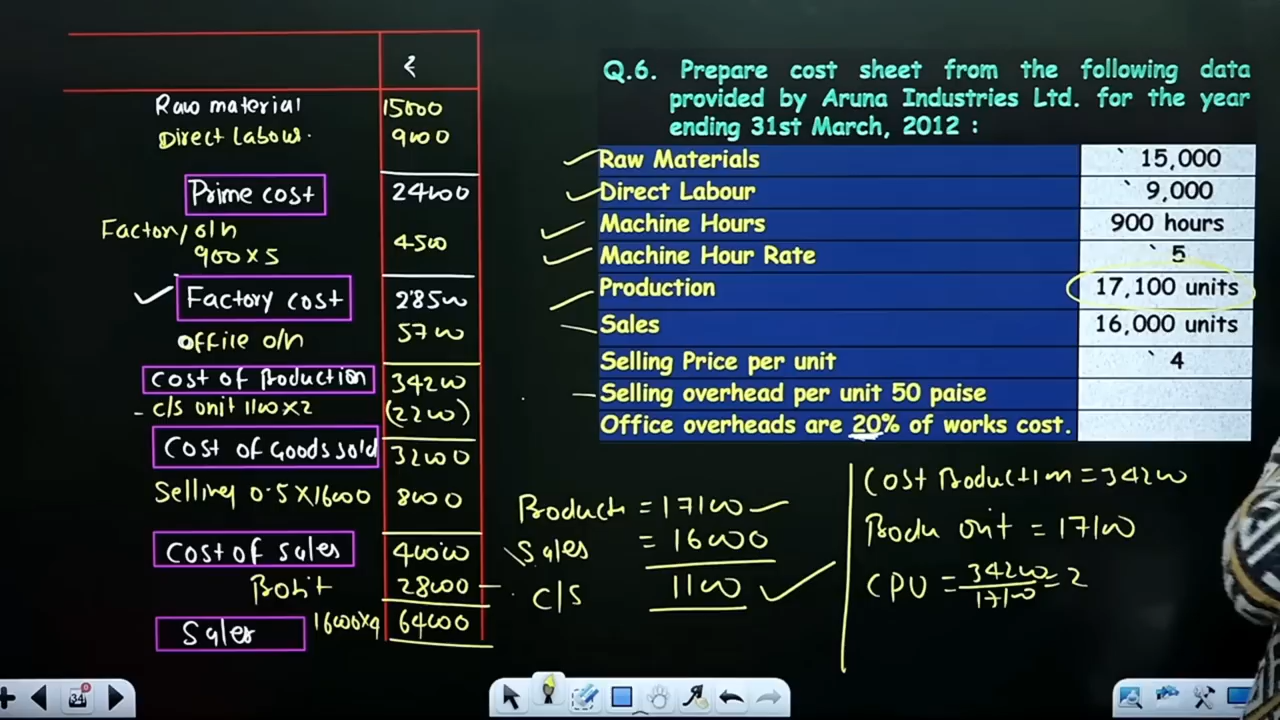 ₹
Raw material 15000
Direct Labour. 9000
Prime cost 24000
Factory o/h
900 x 5 4500
Factory cost 28500
office o/h 5700
Cost of Production 34200
- c/s unit 1100 x 2 (2200)
Cost of Goods sold 32000
Selling 0.5 x 16000 8000
Cost of sales 40000
Profit 28000
Sales 16000x4 64000
Q.6. Prepare cost sheet from the following data
provided by Aruna Industries Ltd. for the year
ending 31st March, 2012 :
Raw Materials ` 15,000
Direct Labour ` 9,000
Machine Hours 900 hours
Machine Hour Rate ` 5
Production 17,100 units
Sales 16,000 units
Selling Price per unit ` 4
Selling overhead per unit 50 paise
Office overheads are 20% of works cost.
Producti = 17100
Sales = 16000
c/s 1100
Cost Production = 34200
Produ unit = 17100
CPU = 34200/17100 = 2
34